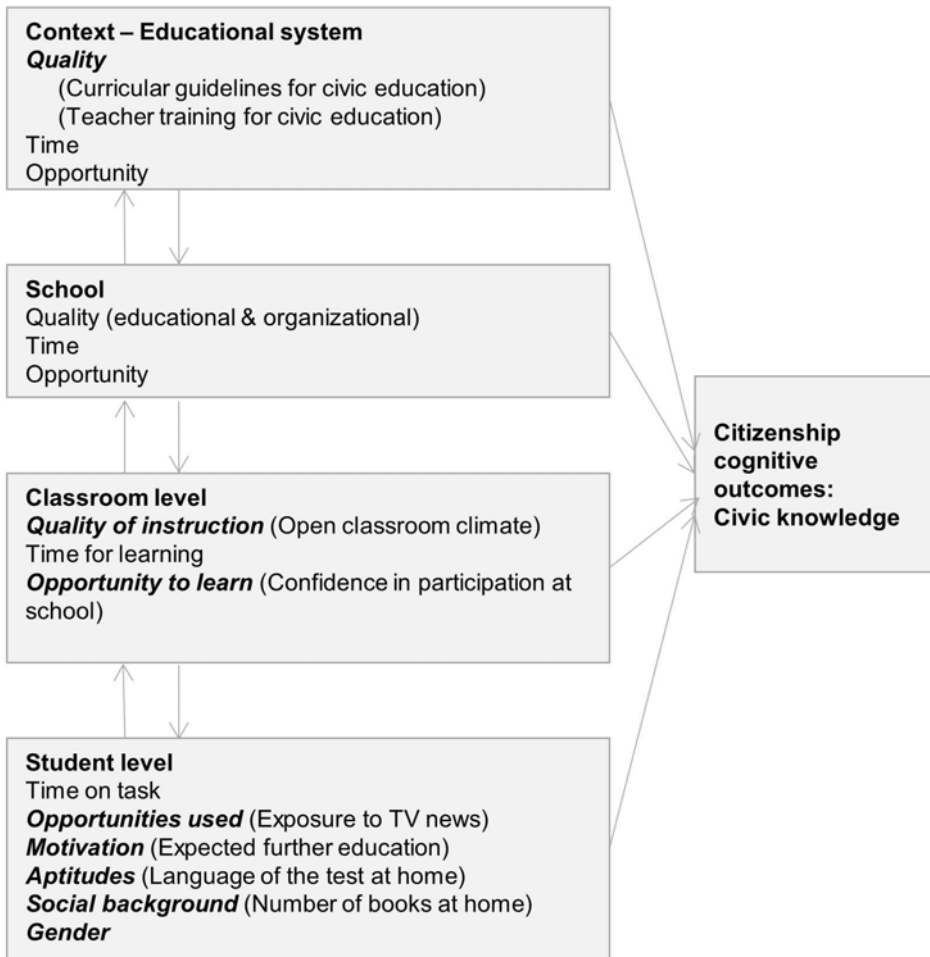 Context – Educational system
Quality
(Curricular guidelines for civic education)
(Teacher training for civic education)
Time
Opportunity
School
Quality (educational & organizational)
Time
Opportunity
Classroom level
Quality of instruction (Open classroom climate)
Time for learning
Opportunity to learn (Confidence in participation at
school)
Student level
Time on task
Opportunities used (Exposure to TV news)
Motivation (Expected further education)
Aptitudes (Language of the test at home)
Social background (Number of books at home)
Gender
Citizenship
cognitive
outcomes:
Civic knowledge